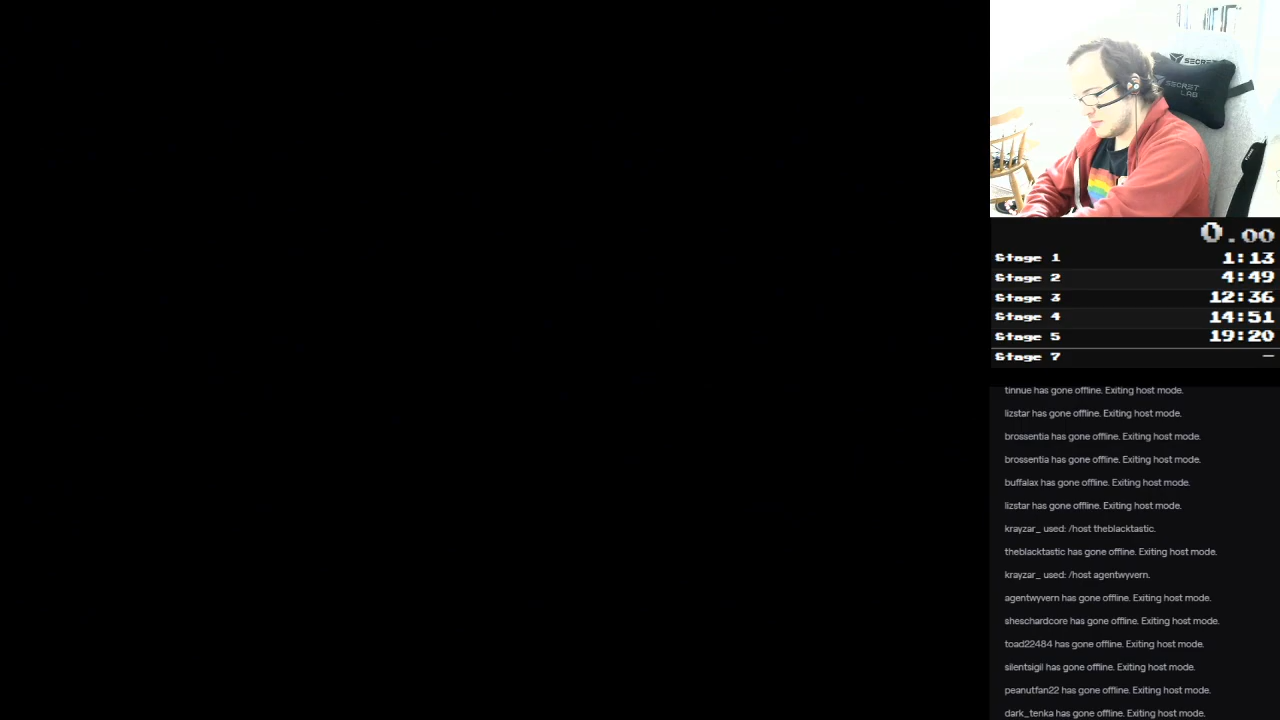 SECRET
SECRET
LAB
0.00
Stage 1 1:13
Stage 2 4:49
Stage 3 12:36
Stage 4 14:51
Stage 5 19:20
Stage 7 —
tinnue has gone offline. Exiting host mode.
lizstar has gone offline. Exiting host mode.
brossentia has gone offline. Exiting host mode.
brossentia has gone offline. Exiting host mode.
buffalax has gone offline. Exiting host mode.
lizstar has gone offline. Exiting host mode.
krayzar_ used: /host theblacktastic.
theblacktastic has gone offline. Exiting host mode.
krayzar_ used: /host agentwyvern.
agentwyvern has gone offline. Exiting host mode.
sheschardcore has gone offline. Exiting host mode.
toad22484 has gone offline. Exiting host mode.
silentsigil has gone offline. Exiting host mode.
peanutfan22 has gone offline. Exiting host mode.
dark_tenka has gone offline. Exiting host mode.